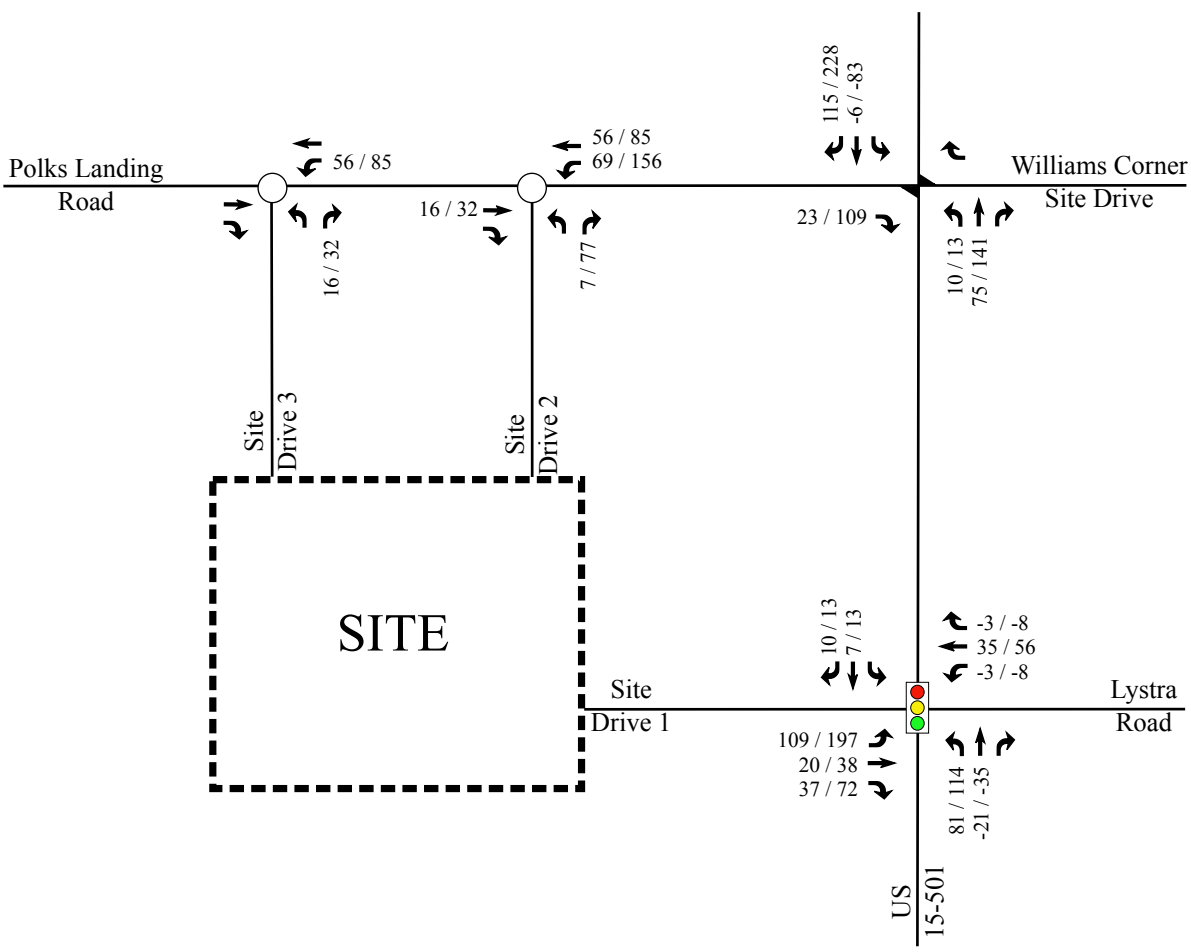 115 / 228
-6 / -83
56 / 85
56 / 85
69 / 156
Polks Landing
Road
Williams Corner
Site Drive
16 / 32
23 / 109
16 / 32
7 / 77
10 / 13
75 / 141
Site
Drive 3
Site
Drive 2
SITE
10 / 13
7 / 13
-3 / -8
35 / 56
-3 / -8
Site
Drive 1
Lystra
Road
109 / 197
20 / 38
37 / 72
81 / 114
-21 / -35
US
15-501